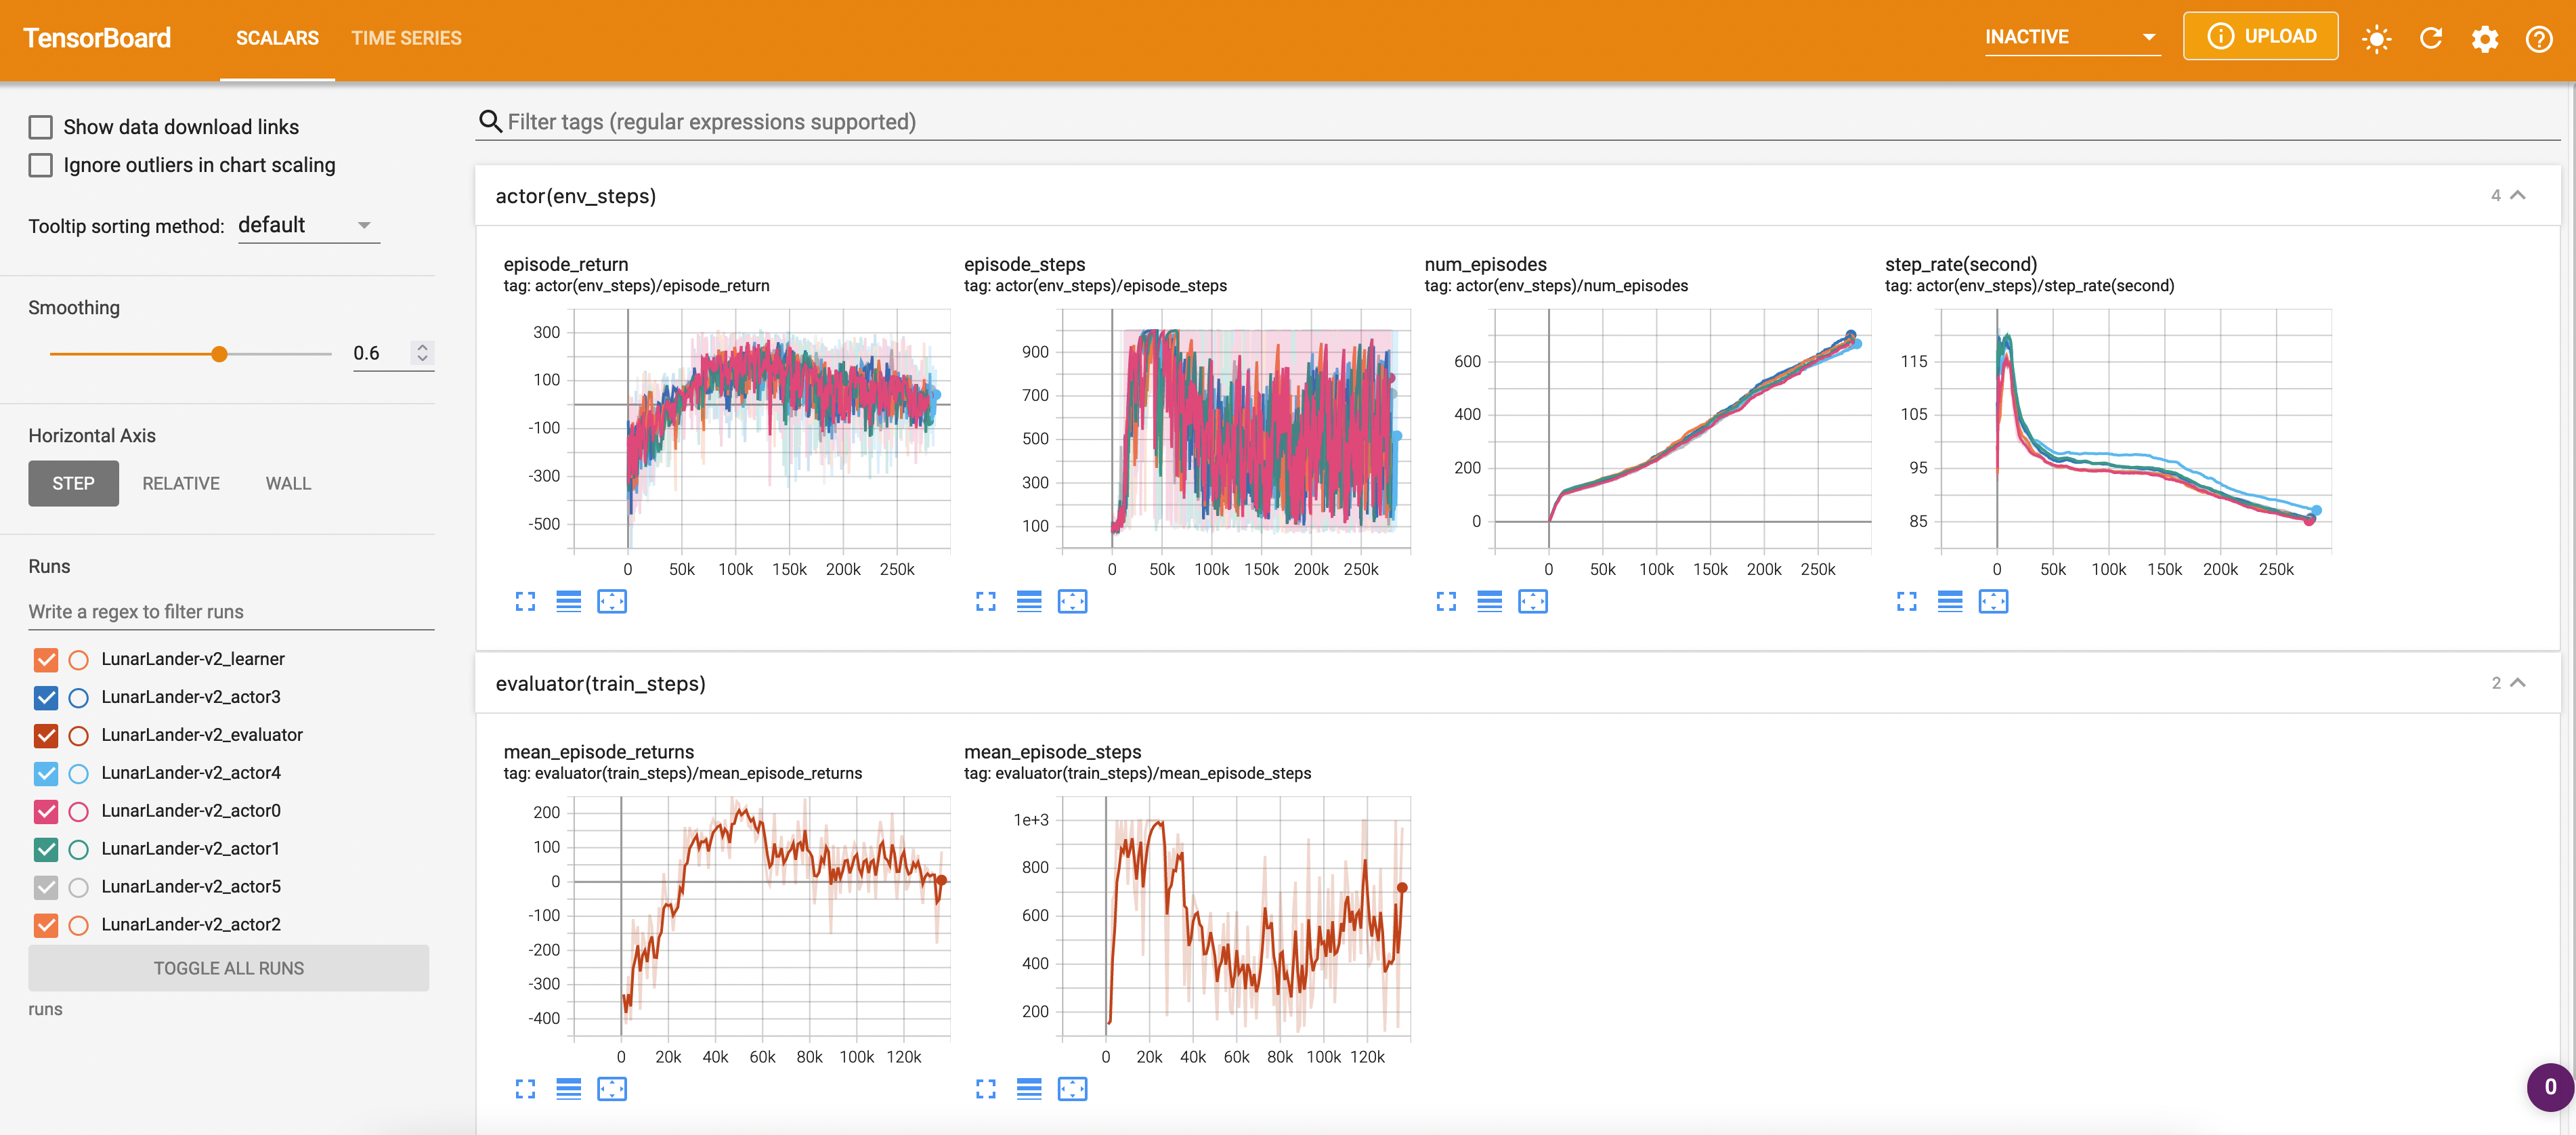 TensorBoard
SCALARS
TIME SERIES
INACTIVE
UPLOAD
Show data download links
Ignore outliers in chart scaling
Tooltip sorting method: default
Smoothing
0.6
Horizontal Axis
STEP RELATIVE WALL
Runs
Write a regex to filter runs
LunarLander-v2_learner
LunarLander-v2_actor3
LunarLander-v2_evaluator
LunarLander-v2_actor4
LunarLander-v2_actor0
LunarLander-v2_actor1
LunarLander-v2_actor5
LunarLander-v2_actor2
TOGGLE ALL RUNS
runs
Filter tags (regular expressions supported)
actor(env_steps)
4
episode_return
tag: actor(env_steps)/episode_return
300
100
-100
-300
-500
0 50k 100k 150k 200k 250k
episode_steps
tag: actor(env_steps)/episode_steps
900
700
500
300
100
0 50k 100k 150k 200k 250k
num_episodes
tag: actor(env_steps)/num_episodes
600
400
200
0
0 50k 100k 150k 200k 250k
step_rate(second)
tag: actor(env_steps)/step_rate(second)
115
105
95
85
0 50k 100k 150k 200k 250k
evaluator(train_steps)
2
mean_episode_returns
tag: evaluator(train_steps)/mean_episode_returns
200
100
0
-100
-200
-300
-400
0 20k 40k 60k 80k 100k 120k
mean_episode_steps
tag: evaluator(train_steps)/mean_episode_steps
1e+3
800
600
400
200
0 20k 40k 60k 80k 100k 120k
0